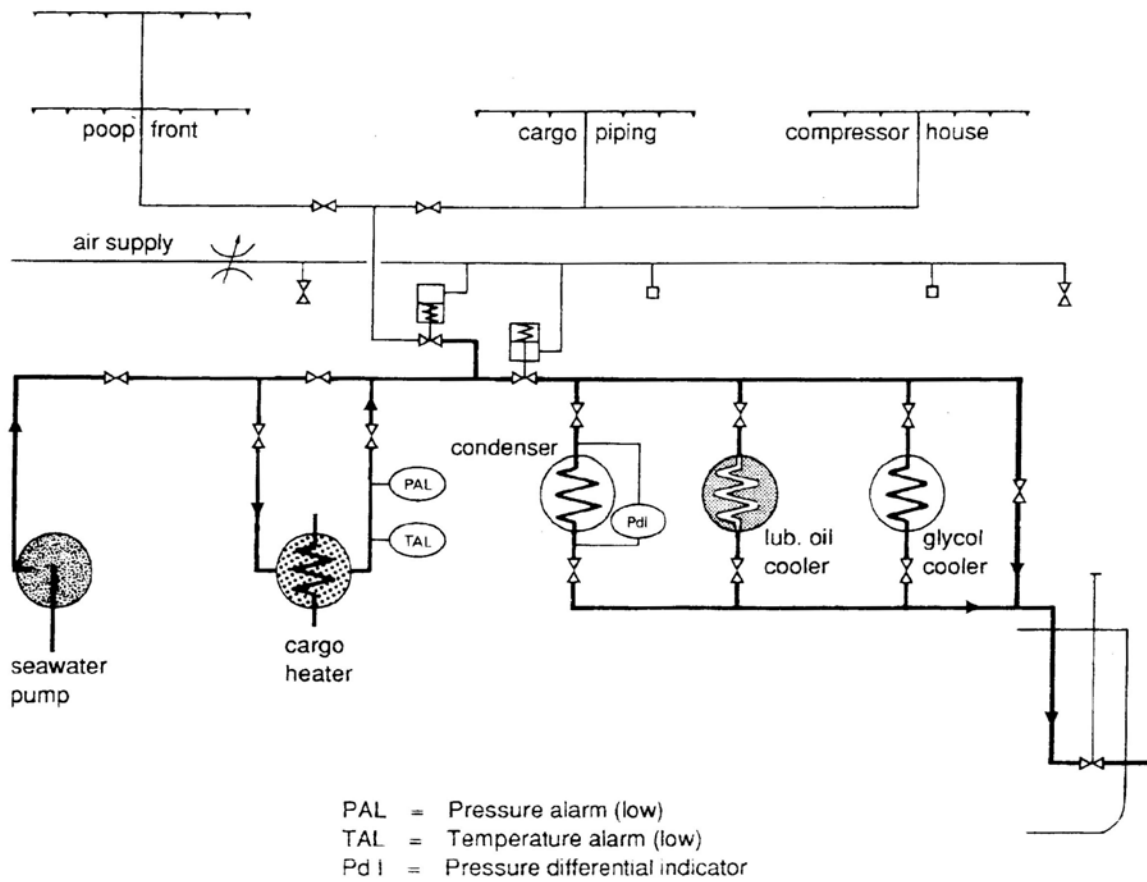 poop front
cargo piping
compressor house
air supply
condenser
PAL
TAL
PdI
lub. oil
cooler
glycol
cooler
cargo
heater
seawater
pump
PAL = Pressure alarm (low)
TAL = Temperature alarm (low)
Pd I = Pressure differential indicator